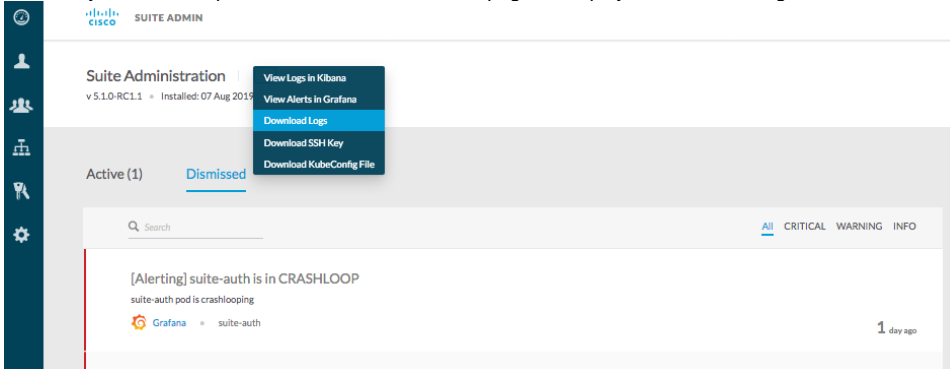 CISCO SUITE ADMIN
Suite Administration
v 5.1.0-RC1.1 • Installed: 07 Aug 2019
View Logs in Kibana
View Alerts in Grafana
Download Logs
Download SSH Key
Download KubeConfig File
Active (1) Dismissed
Search All CRITICAL WARNING INFO
[Alerting] suite-auth is in CRASHLOOP
suite-auth pod is crashlooping
Grafana • suite-auth
1 day ago